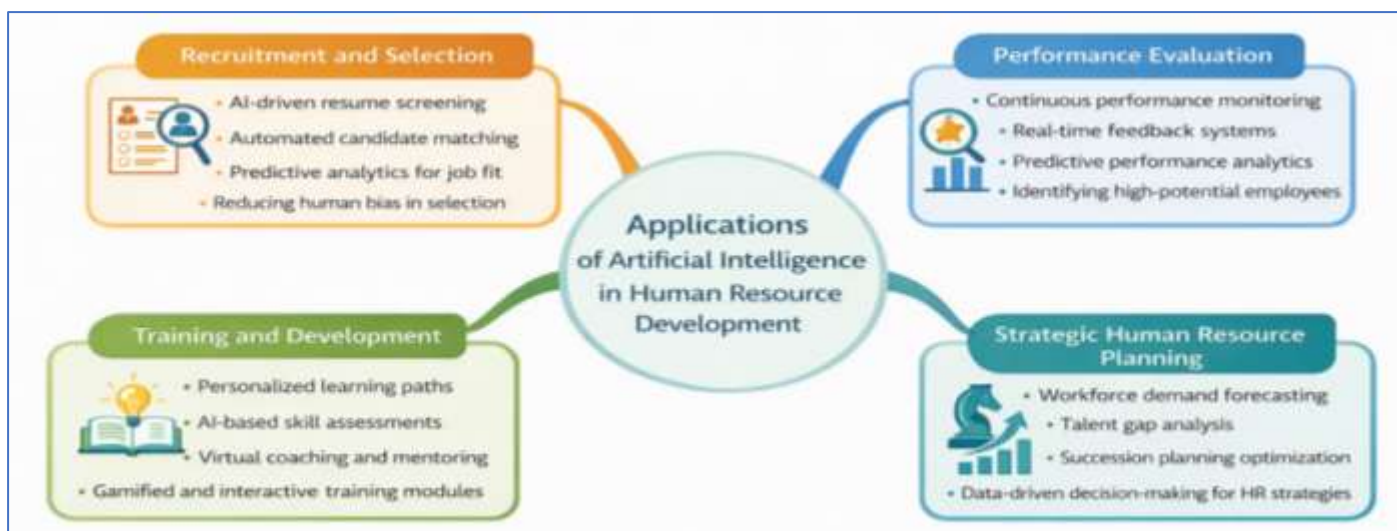 Recruitment and Selection
• AI-driven resume screening
• Automated candidate matching
• Predictive analytics for job fit
• Reducing human bias in selection
Performance Evaluation
• Continuous performance monitoring
• Real-time feedback systems
• Predictive performance analytics
• Identifying high-potential employees
Applications
of Artificial Intelligence
in Human Resource
Development
Training and Development
• Personalized learning paths
• AI-based skill assessments
• Virtual coaching and mentoring
• Gamified and interactive training modules
Strategic Human Resource
Planning
• Workforce demand forecasting
• Talent gap analysis
• Succession planning optimization
• Data-driven decision-making for HR strategies